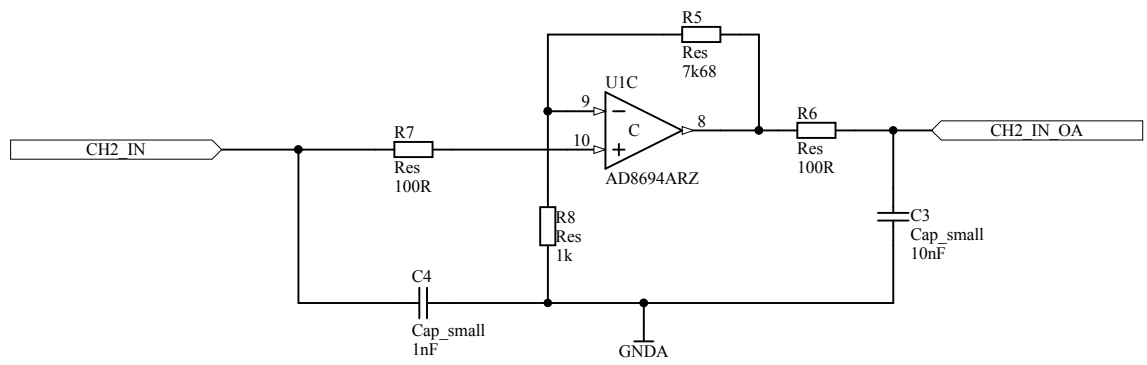 R5
Res
7k68
U1C
9
−
8
C
10
+
AD8694ARZ
R7
Res
100R
R6
Res
100R
CH2_IN
CH2_IN_OA
R8
Res
1k
C3
Cap_small
10nF
C4
Cap_small
1nF
GNDA